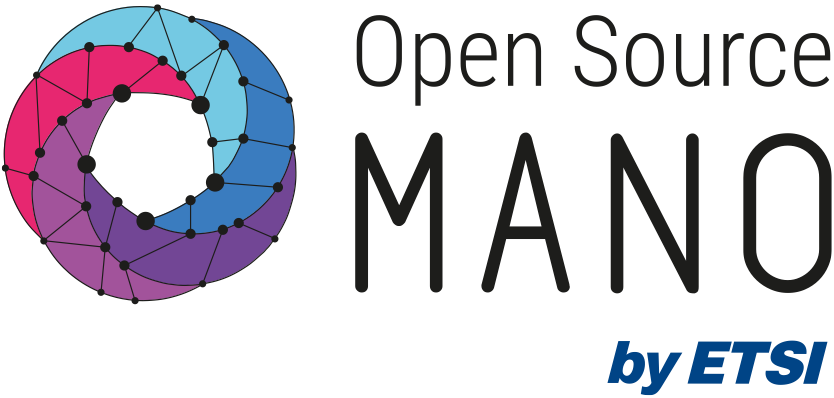 Open Source
MANO
by ETSI